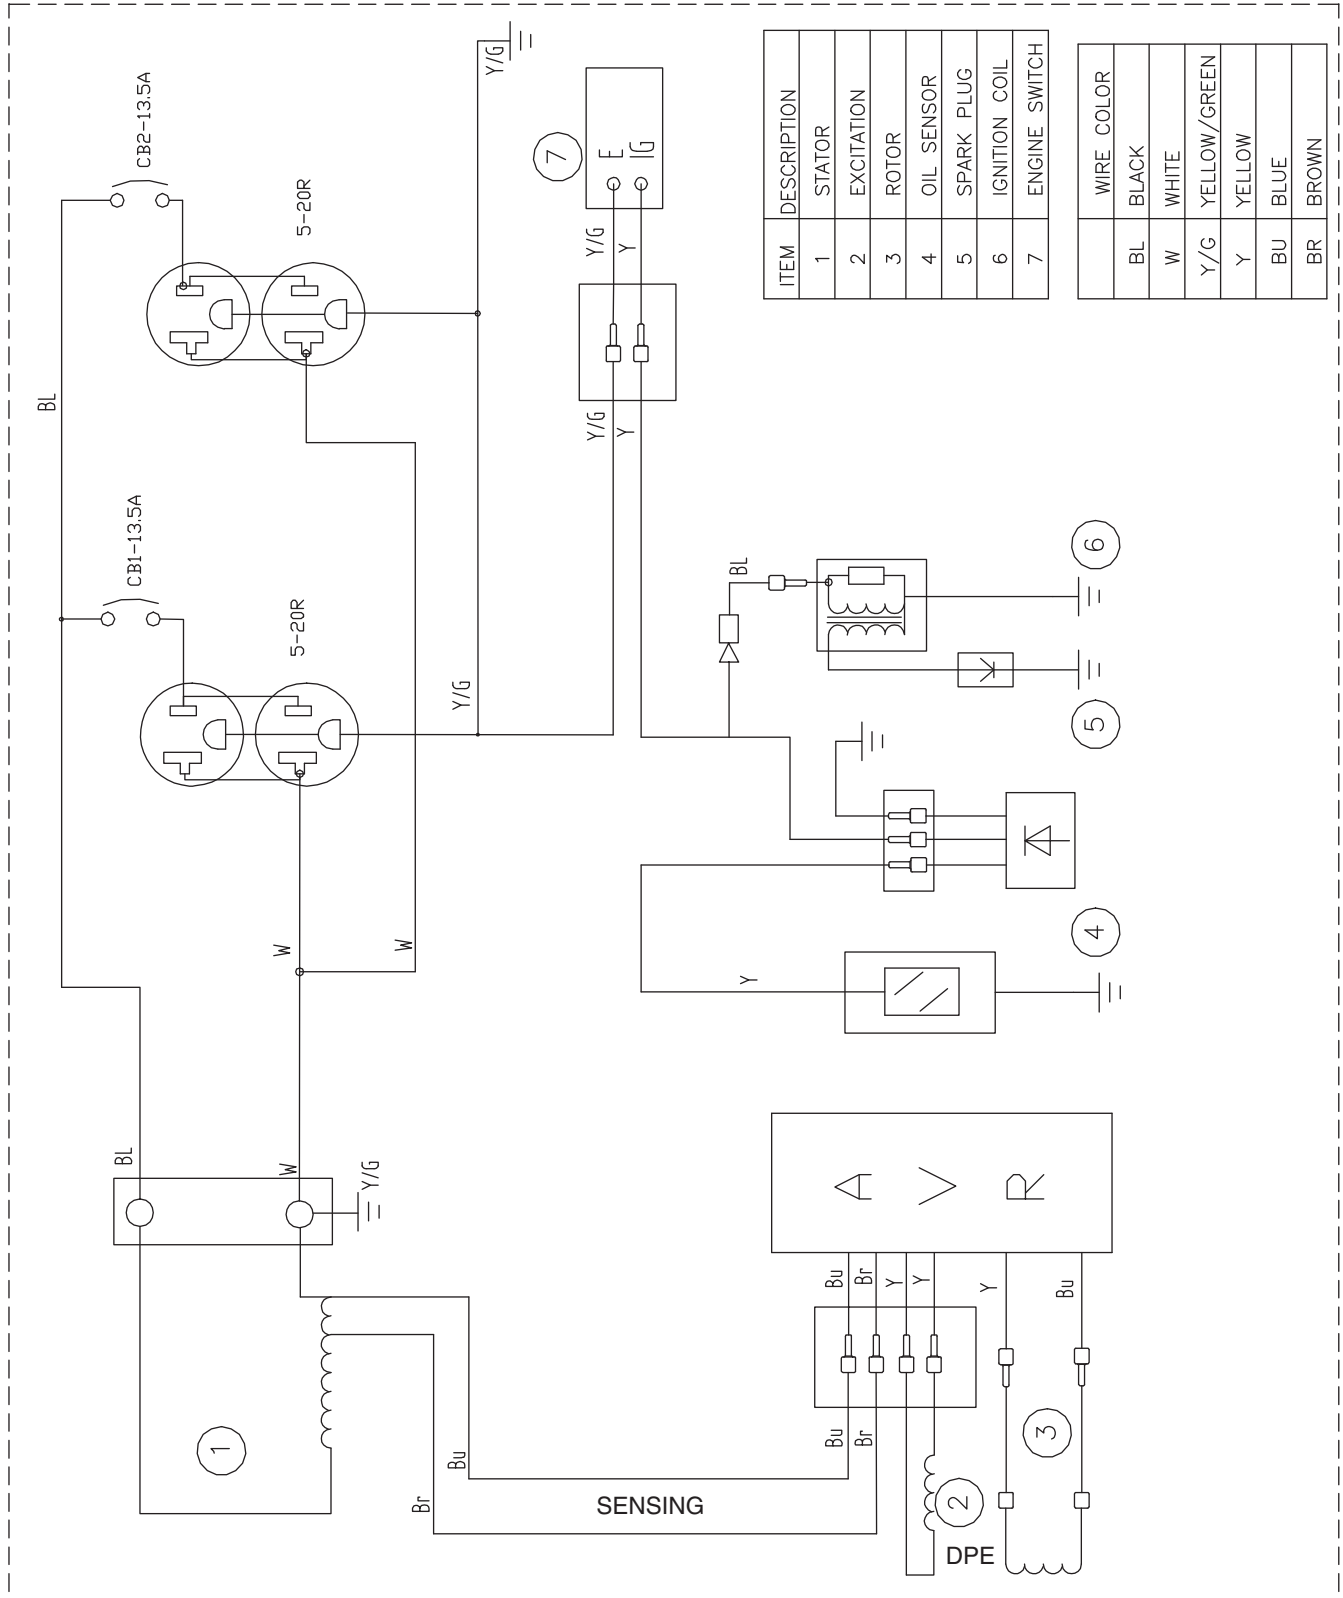 BL
CB2-13.5A
5-20R
Y/G
CB1-13.5A
5-20R
Y/G
W
W
BL
W
Y/G
1
Bu
Br
SENSING
7
E
IG
Y/G
Y
Y/G
Y
BL
6
5
4
Y
A
V
R
Bu
Br
Y
Y
Y
Bu
Bu
Br
2
DPE
3
ITEM DESCRIPTION
1 STATOR
2 EXCITATION
3 ROTOR
4 OIL SENSOR
5 SPARK PLUG
6 IGNITION COIL
7 ENGINE SWITCH
WIRE COLOR
BL BLACK
W WHITE
Y/G YELLOW/GREEN
Y YELLOW
BU BLUE
BR BROWN